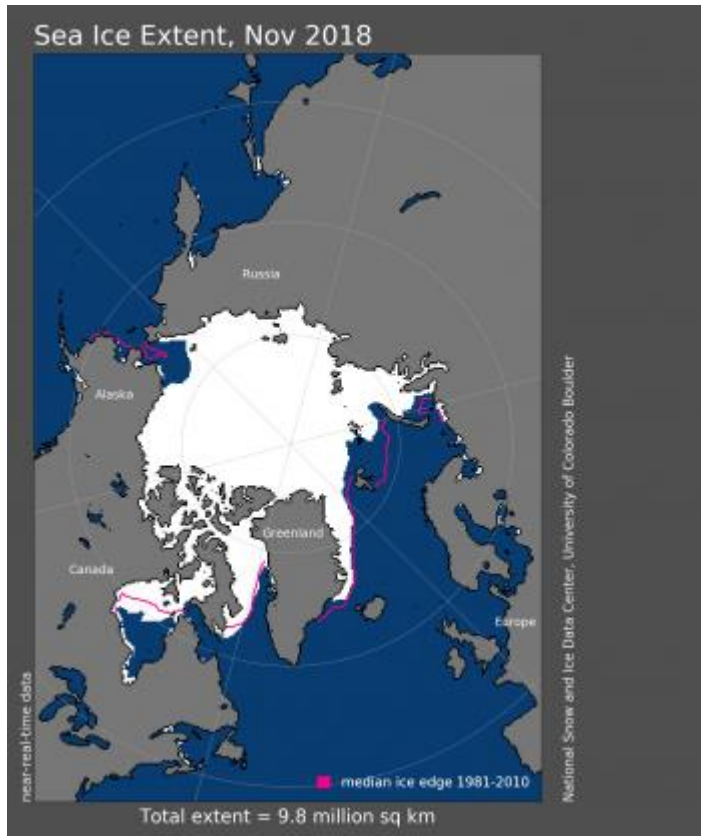 Sea Ice Extent, Nov 2018
Russia
Alaska
Greenland
Canada
Europe
near-real-time data
National Snow and Ice Data Center, University of Colorado Boulder
median ice edge 1981-2010
Total extent = 9.8 million sq km